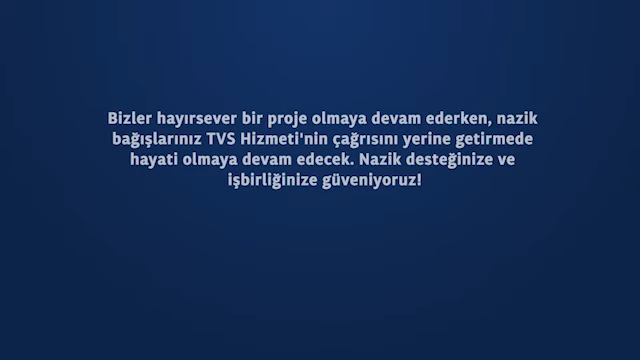 Bizler hayırsever bir proje olmaya devam ederken, nazik
bağışlarınız TVS Hizmeti'nin çağrısını yerine getirmede
hayati olmaya devam edecek. Nazik desteğinize ve
işbirliğinize güveniyoruz!